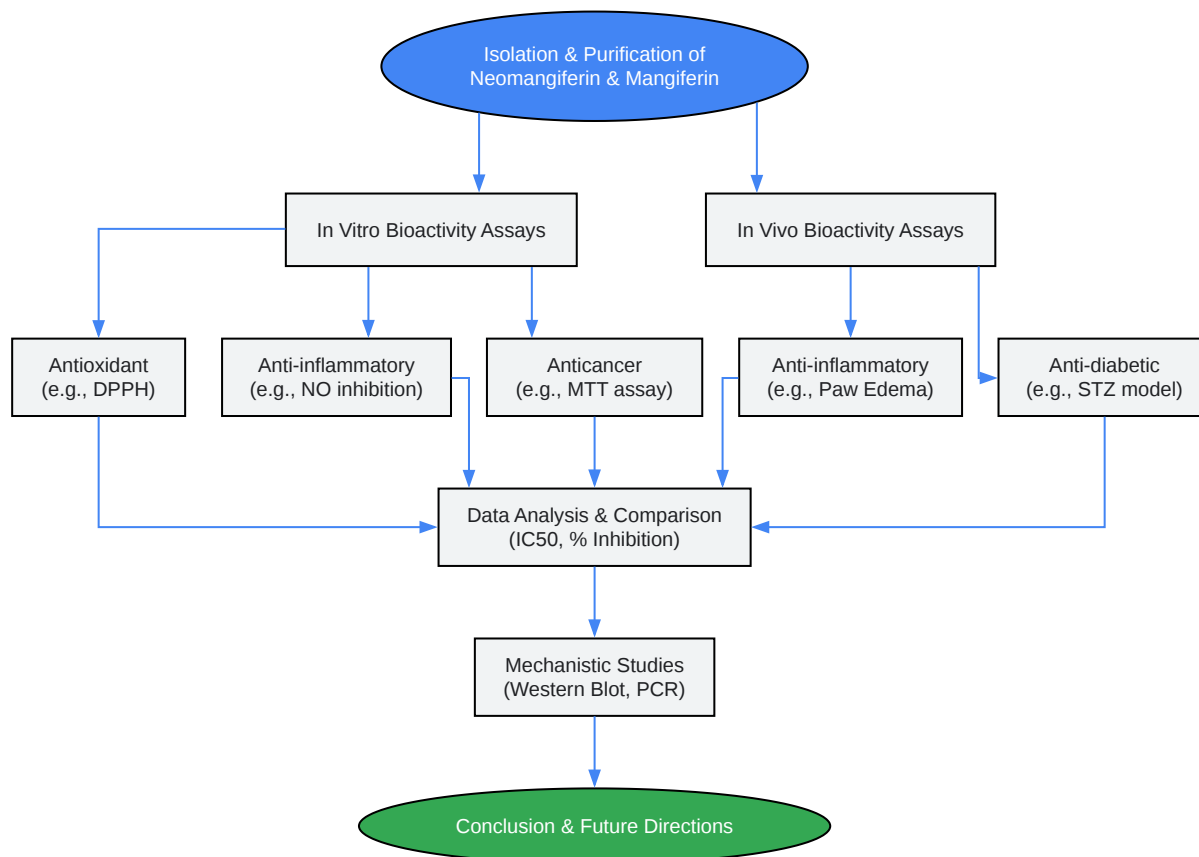 Isolation & Purification of
Neomangiferin & Mangiferin
In Vitro Bioactivity Assays
In Vivo Bioactivity Assays
Antioxidant
(e.g., DPPH)
Anti-inflammatory
(e.g., NO inhibition)
Anticancer
(e.g., MTT assay)
Anti-inflammatory
(e.g., Paw Edema)
Anti-diabetic
(e.g., STZ model)
Data Analysis & Comparison
(IC50, % Inhibition)
Mechanistic Studies
(Western Blot, PCR)
Conclusion & Future Directions